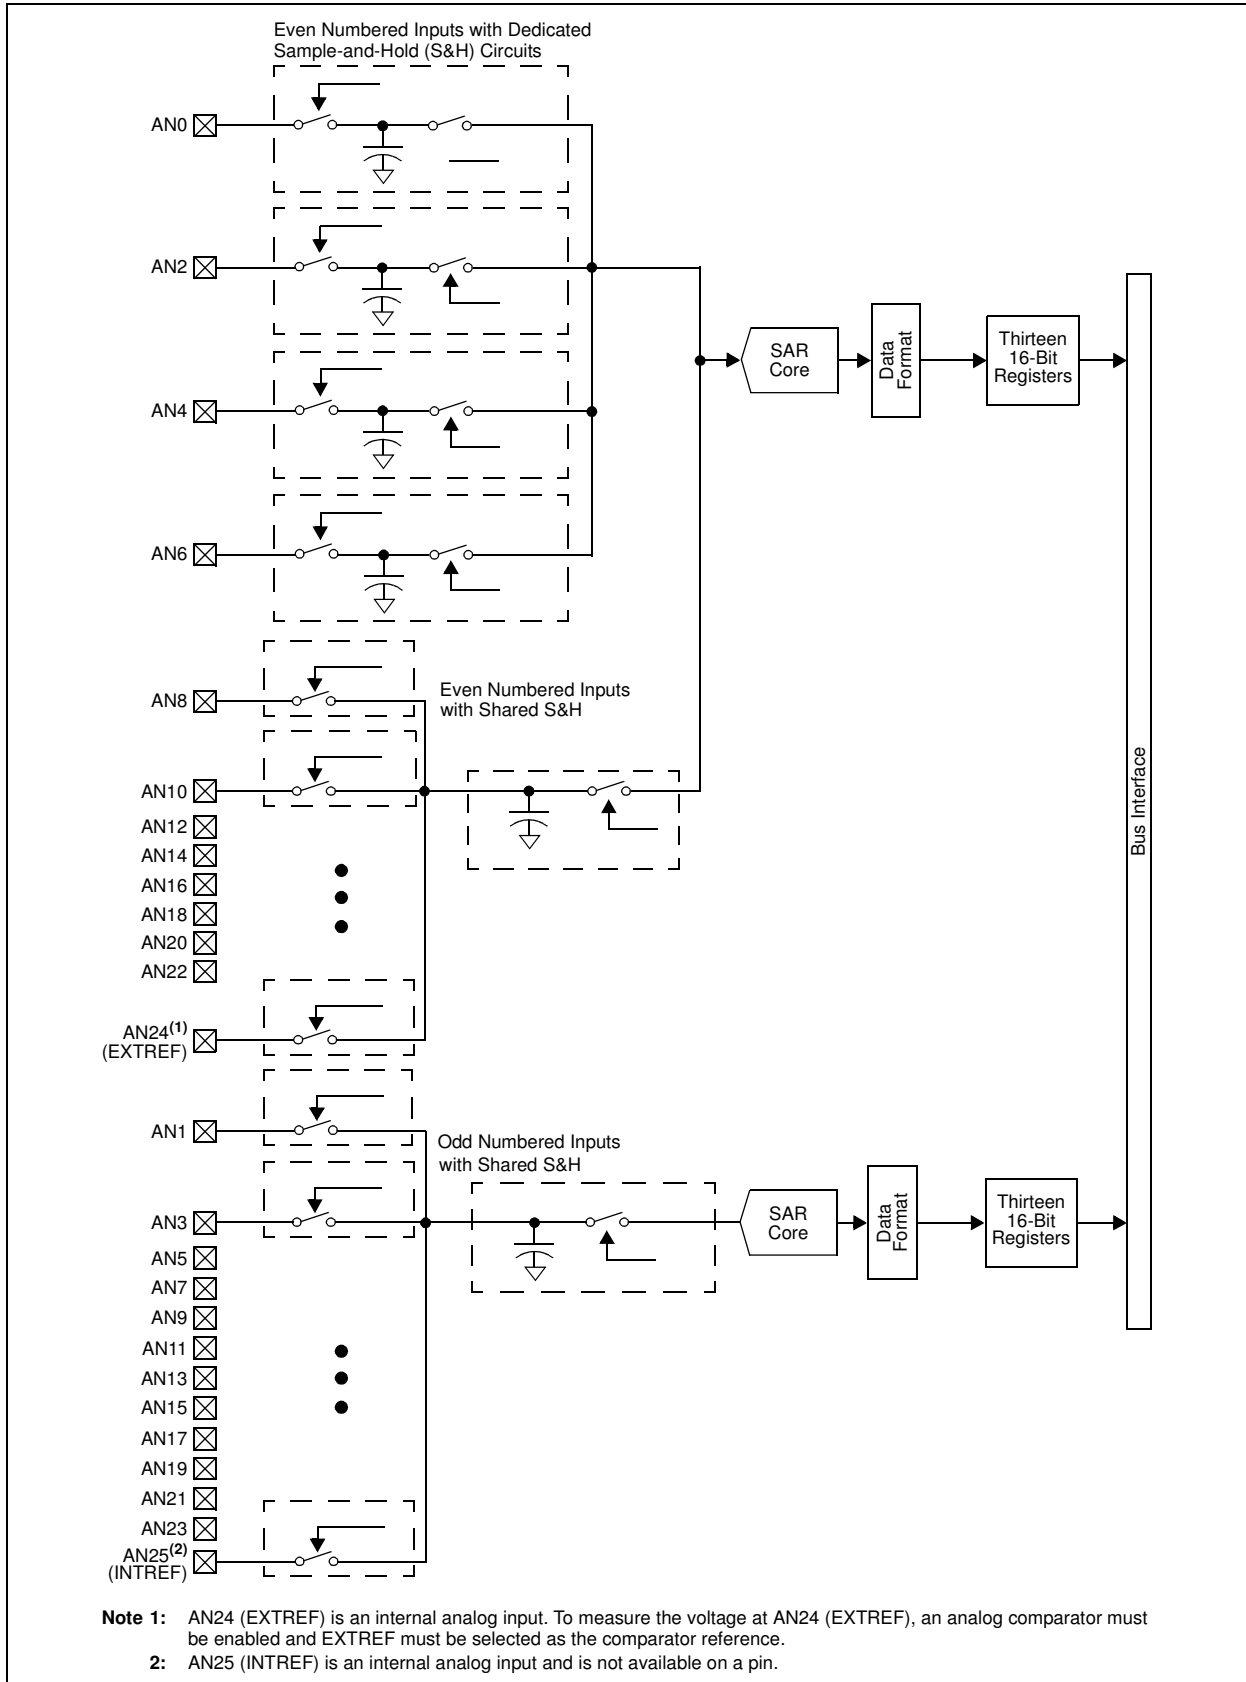 Even Numbered Inputs with Dedicated
Sample-and-Hold (S&H) Circuits
AN0
AN2
AN4
AN6
SAR
Core
Data
Format
Thirteen
16-Bit
Registers
AN8
Even Numbered Inputs
with Shared S&H
AN10
AN12
AN14
AN16
AN18
AN20
AN22
AN24(1)
(EXTREF)
Bus Interface
AN1
Odd Numbered Inputs
with Shared S&H
AN3
SAR
Core
Data
Format
Thirteen
16-Bit
Registers
AN5
AN7
AN9
AN11
AN13
AN15
AN17
AN19
AN21
AN23
AN25(2)
(INTREF)
Note 1: AN24 (EXTREF) is an internal analog input. To measure the voltage at AN24 (EXTREF), an analog comparator must
be enabled and EXTREF must be selected as the comparator reference.
2: AN25 (INTREF) is an internal analog input and is not available on a pin.